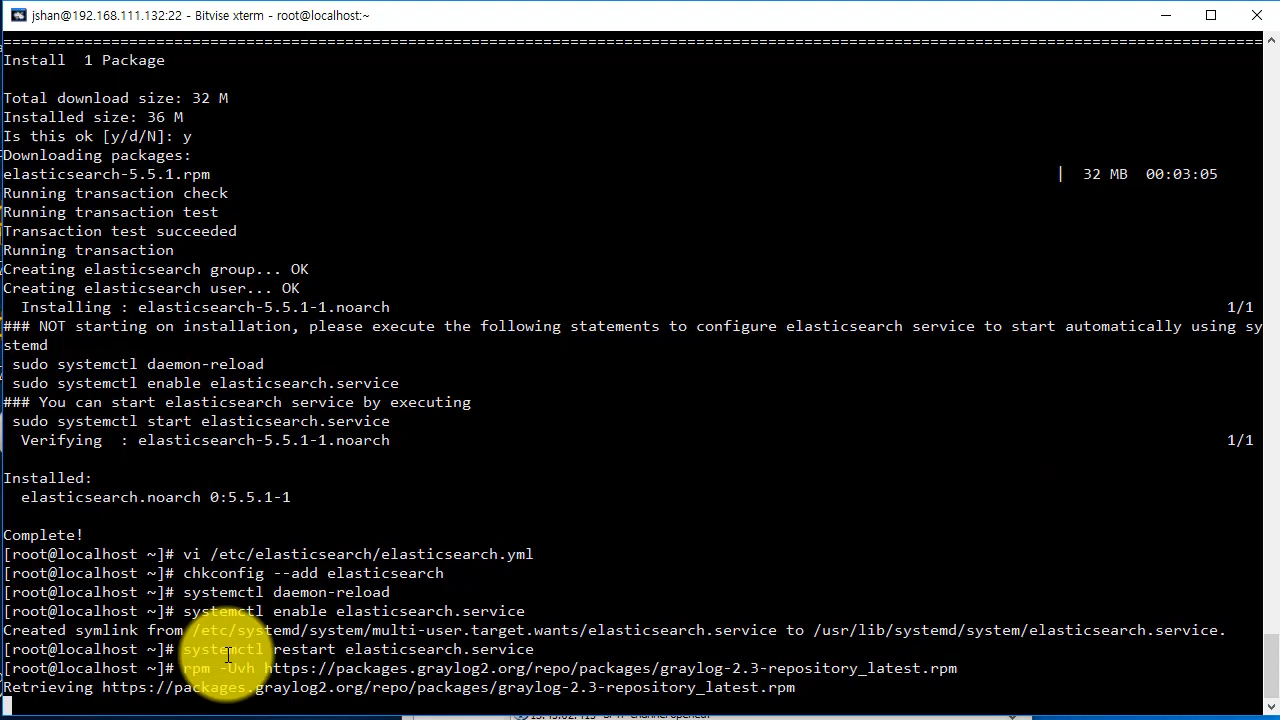 jshan@192.168.111.132:22 - Bitvise xterm - root@localhost:~
================================================================================
Install  1 Package
Total download size: 32 M
Installed size: 36 M
Is this ok [y/d/N]: y
Downloading packages:
elasticsearch-5.5.1.rpm | 32 MB  00:03:05
Running transaction check
Running transaction test
Transaction test succeeded
Running transaction
Creating elasticsearch group... OK
Creating elasticsearch user... OK
  Installing : elasticsearch-5.5.1-1.noarch 1/1
### NOT starting on installation, please execute the following statements to configure elasticsearch service to start automatically using sy
stemd
 sudo systemctl daemon-reload
 sudo systemctl enable elasticsearch.service
### You can start elasticsearch service by executing
 sudo systemctl start elasticsearch.service
  Verifying  : elasticsearch-5.5.1-1.noarch 1/1
Installed:
  elasticsearch.noarch 0:5.5.1-1
Complete!
[root@localhost ~]# vi /etc/elasticsearch/elasticsearch.yml
[root@localhost ~]# chkconfig --add elasticsearch
[root@localhost ~]# systemctl daemon-reload
[root@localhost ~]# systemctl enable elasticsearch.service
Created symlink from /etc/systemd/system/multi-user.target.wants/elasticsearch.service to /usr/lib/systemd/system/elasticsearch.service.
[root@localhost ~]# systemctl restart elasticsearch.service
[root@localhost ~]# rpm -Uvh https://packages.graylog2.org/repo/packages/graylog-2.3-repository_latest.rpm
Retrieving https://packages.graylog2.org/repo/packages/graylog-2.3-repository_latest.rpm